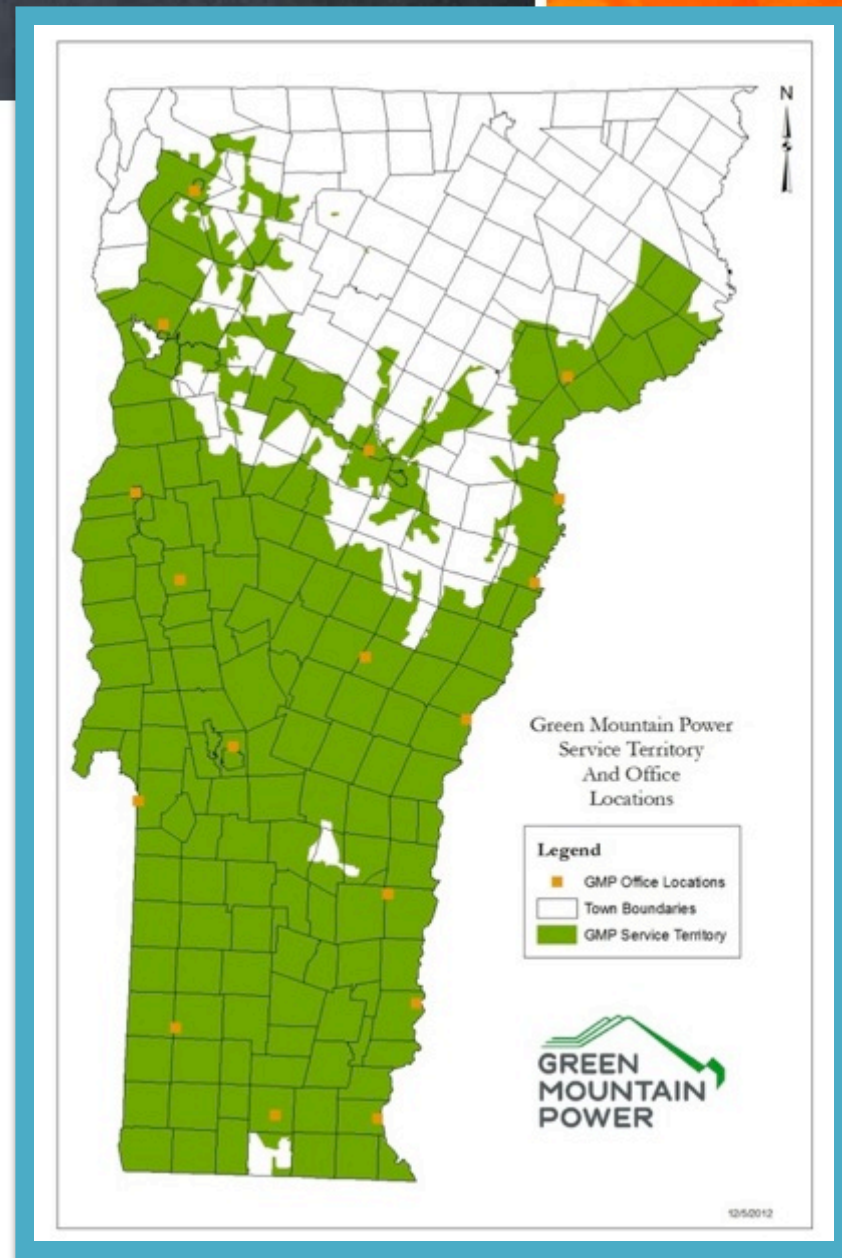 N
Green Mountain Power
Service Territory
And Office
Locations
Legend
GMP Office Locations
Town Boundaries
GMP Service Territory
GREEN
MOUNTAIN
POWER
12/5/2012